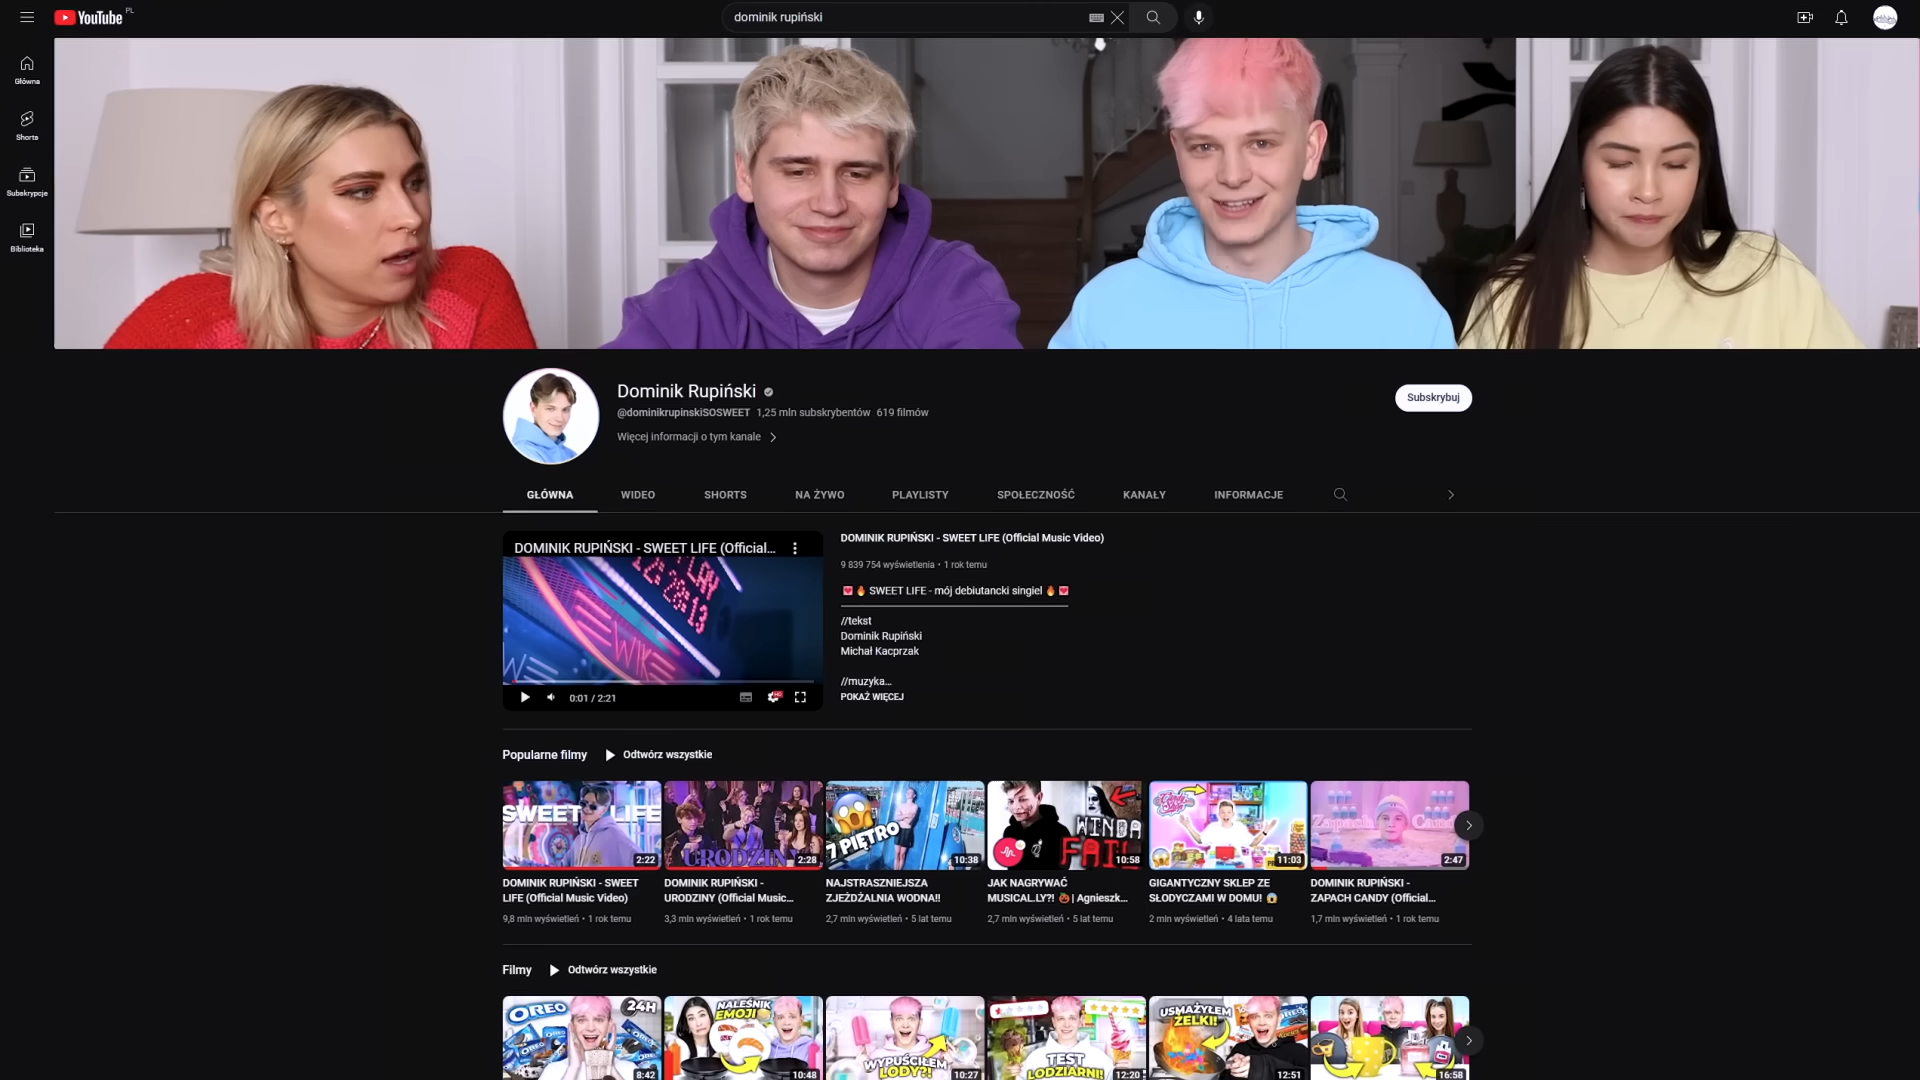 YouTube PL
dominik rupiński
Główna
Shorts
Subskrypcje
Biblioteka
Dominik Rupiński
@dominikrupinskiSOSWEET 1,25 mln subskrybentów 619 filmów
Więcej informacji o tym kanale
Subskrybuj
GŁÓWNA WIDEO SHORTS NA ŻYWO PLAYLISTY SPOŁECZNOŚĆ KANAŁY INFORMACJE
DOMINIK RUPIŃSKI - SWEET LIFE (Official...
0:01 / 2:21
DOMINIK RUPIŃSKI - SWEET LIFE (Official Music Video)
9 839 754 wyświetlenia • 1 rok temu
💟🔥 SWEET LIFE - mój debiutancki singiel 🔥💟
//tekst
Dominik Rupiński
Michał Kacprzak
//muzyka...
POKAŻ WIĘCEJ
Popularne filmy Odtwórz wszystkie
SWEET LIFE
2:22
DOMINIK RUPIŃSKI - SWEET
LIFE (Official Music Video)
9,8 mln wyświetleń • 1 rok temu
URODZINY
2:28
DOMINIK RUPIŃSKI -
URODZINY (Official Music...
3,3 mln wyświetleń • 1 rok temu
7 PIĘTRO
10:38
NAJSTRASZNIEJSZA
ZJEŻDŻALNIA WODNA!!
2,7 mln wyświetleń • 5 lat temu
WINDA
FAIL
10:58
JAK NAGRYWAĆ
MUSICAL.LY?! 🎃 | Agnieszk...
2,7 mln wyświetleń • 5 lat temu
11:03
GIGANTYCZNY SKLEP ZE
SŁODYCZAMI W DOMU! 😱
2 mln wyświetleń • 4 lata temu
Zapach Candy
2:47
DOMINIK RUPIŃSKI -
ZAPACH CANDY (Official...
1,7 mln wyświetleń • 1 rok temu
Filmy Odtwórz wszystkie
OREO
24H
8:42
NALEŚNIK
EMOJI
10:48
WYPUŚCIŁEM
LODY?!
10:27
TEST
LODZIARNI!
12:20
USMAŻYŁEM
ŻELKI!
12:51
16:58